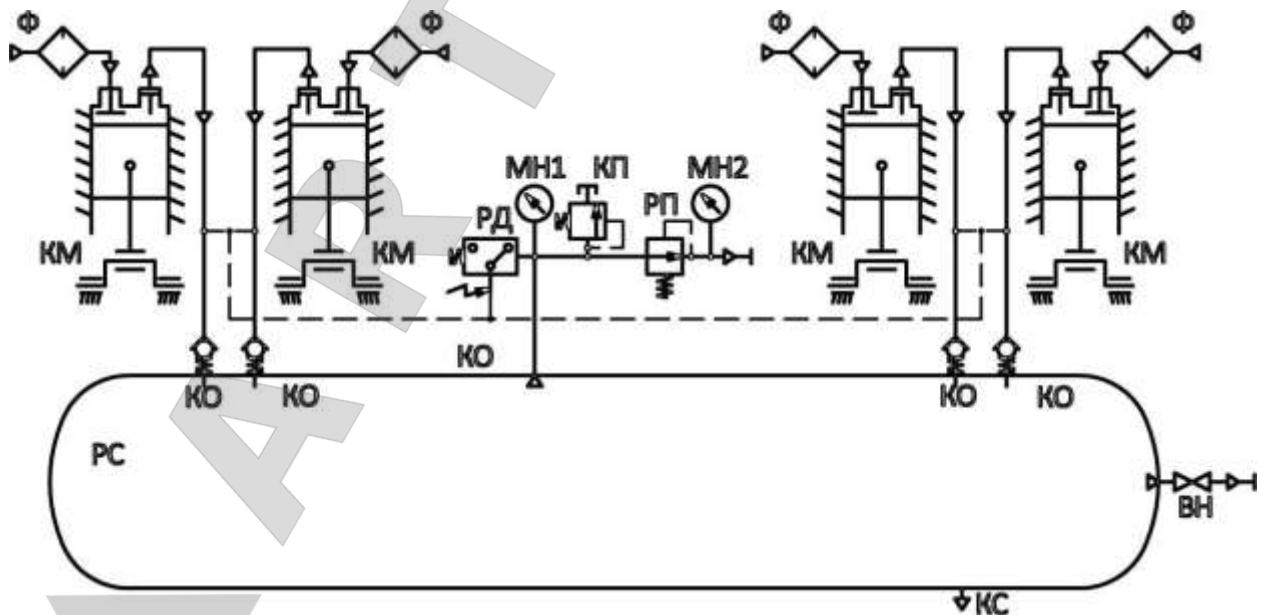 Ф Ф Ф Ф
МН1 КП МН2
РД РП
КМ КМ КМ КМ
КО
КО КО КО КО
РС
ВН
КС